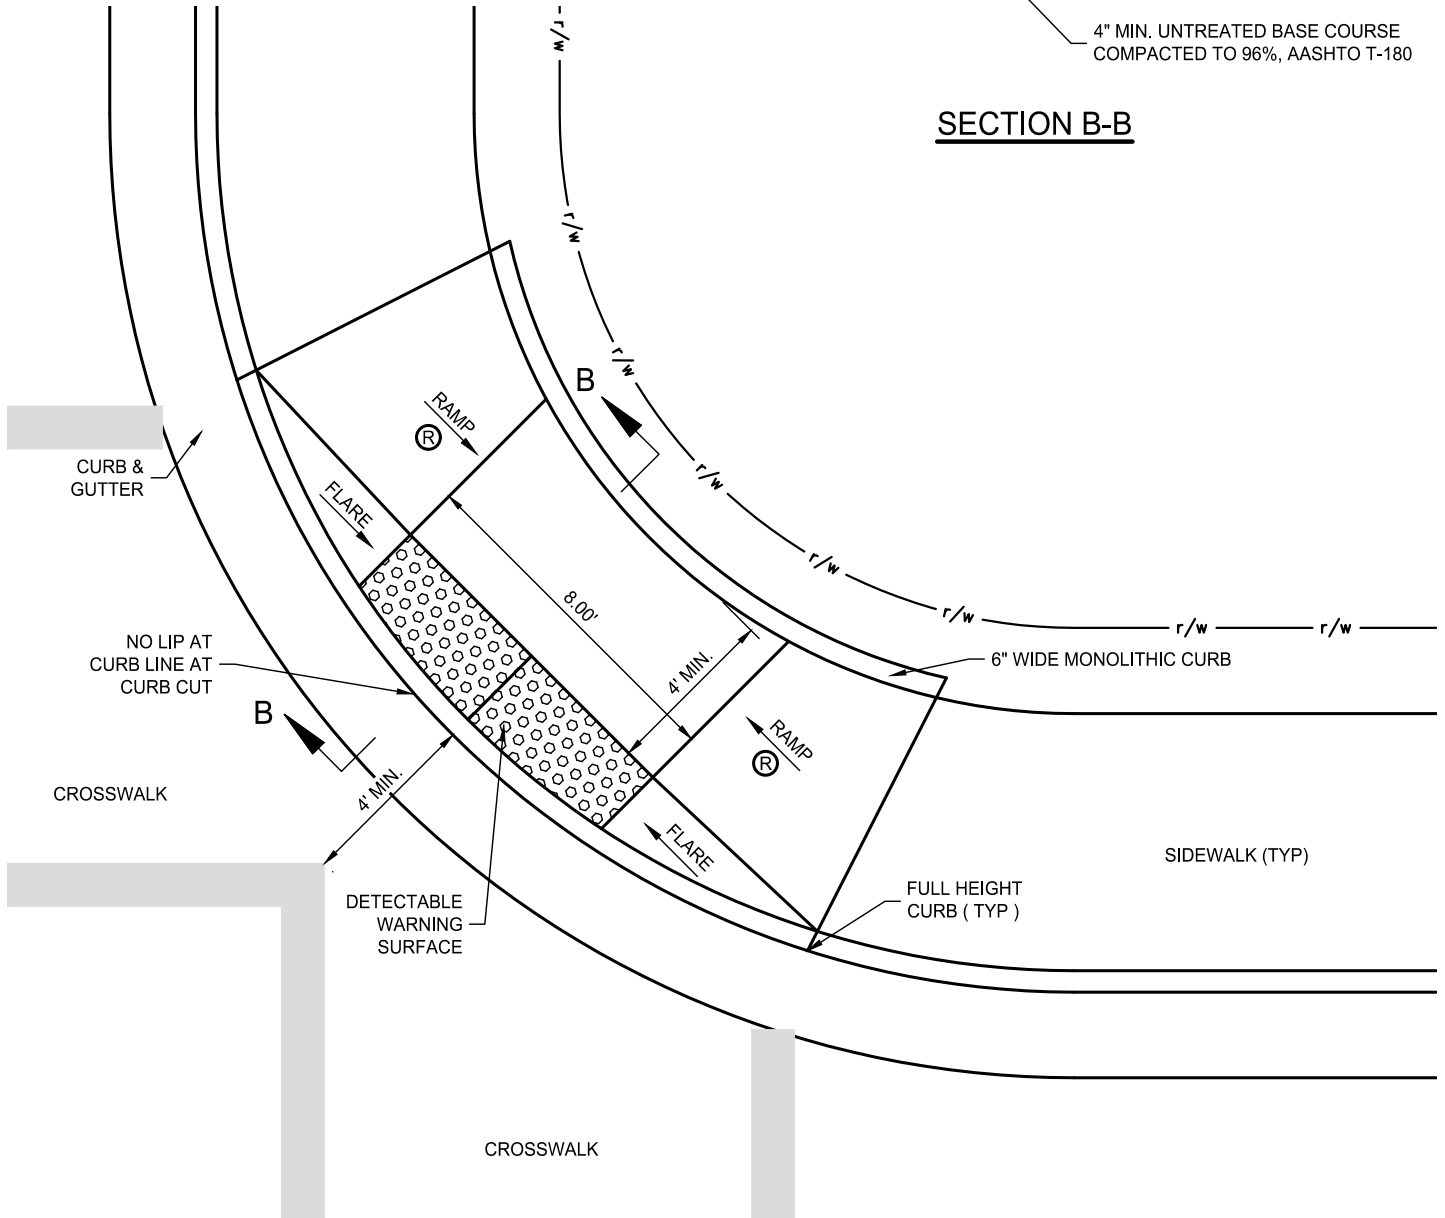 4" MIN. UNTREATED BASE COURSE
COMPACTED TO 96%, AASHTO T-180
SECTION B-B
r/w
r/w
r/w
r/w
r/w
r/w
r/w
r/w
B
RAMP
R
CURB &
GUTTER
FLARE
8.00'
4' MIN.
6" WIDE MONOLITHIC CURB
NO LIP AT
CURB LINE AT
CURB CUT
B
RAMP
R
4' MIN.
CROSSWALK
FLARE
SIDEWALK (TYP)
FULL HEIGHT
CURB ( TYP )
DETECTABLE
WARNING
SURFACE
CROSSWALK